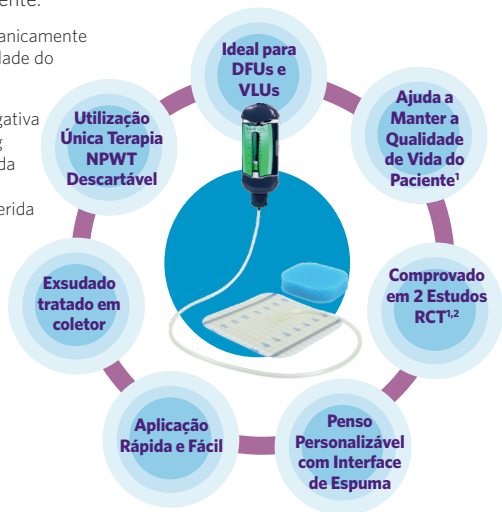 ente.
anicamente
dade do
gativa
g
da
erida
Ideal para
DFUs e
VLUs
Ajuda a
Manter a
Qualidade
de Vida do
Paciente¹
Comprovado
em 2 Estudos
RCT¹,²
Penso
Personalizável
com Interface
de Espuma
Aplicação
Rápida e Fácil
Exsudado
tratado em
coletor
Utilização
Única Terapia
NPWT
Descartável